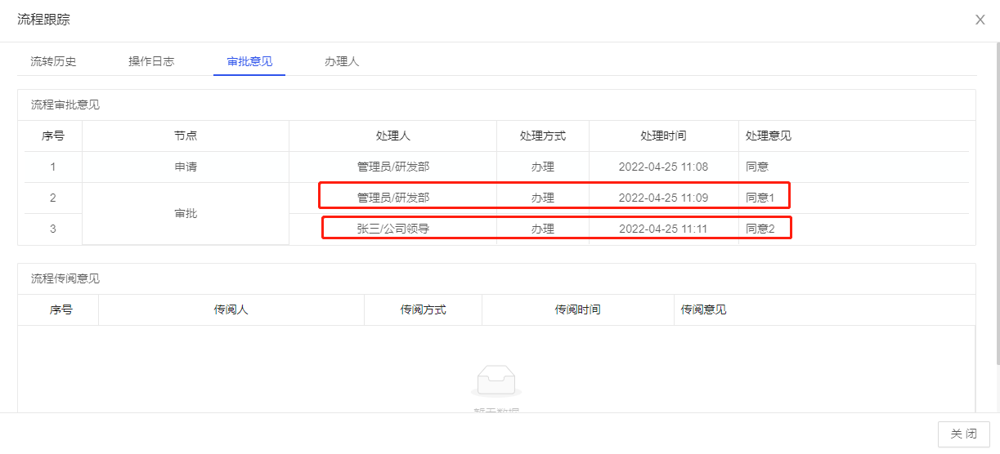 流程跟踪
流转历史 操作日志 审批意见 办理人
流程审批意见
序号 节点 处理人 处理方式 处理时间 处理意见
1 申请 管理员/研发部 办理 2022-04-25 11:08 同意
2 审批 管理员/研发部 办理 2022-04-25 11:09 同意1
3 张三/公司领导 办理 2022-04-25 11:11 同意2
流程传阅意见
序号 传阅人 传阅方式 传阅时间 传阅意见
关 闭